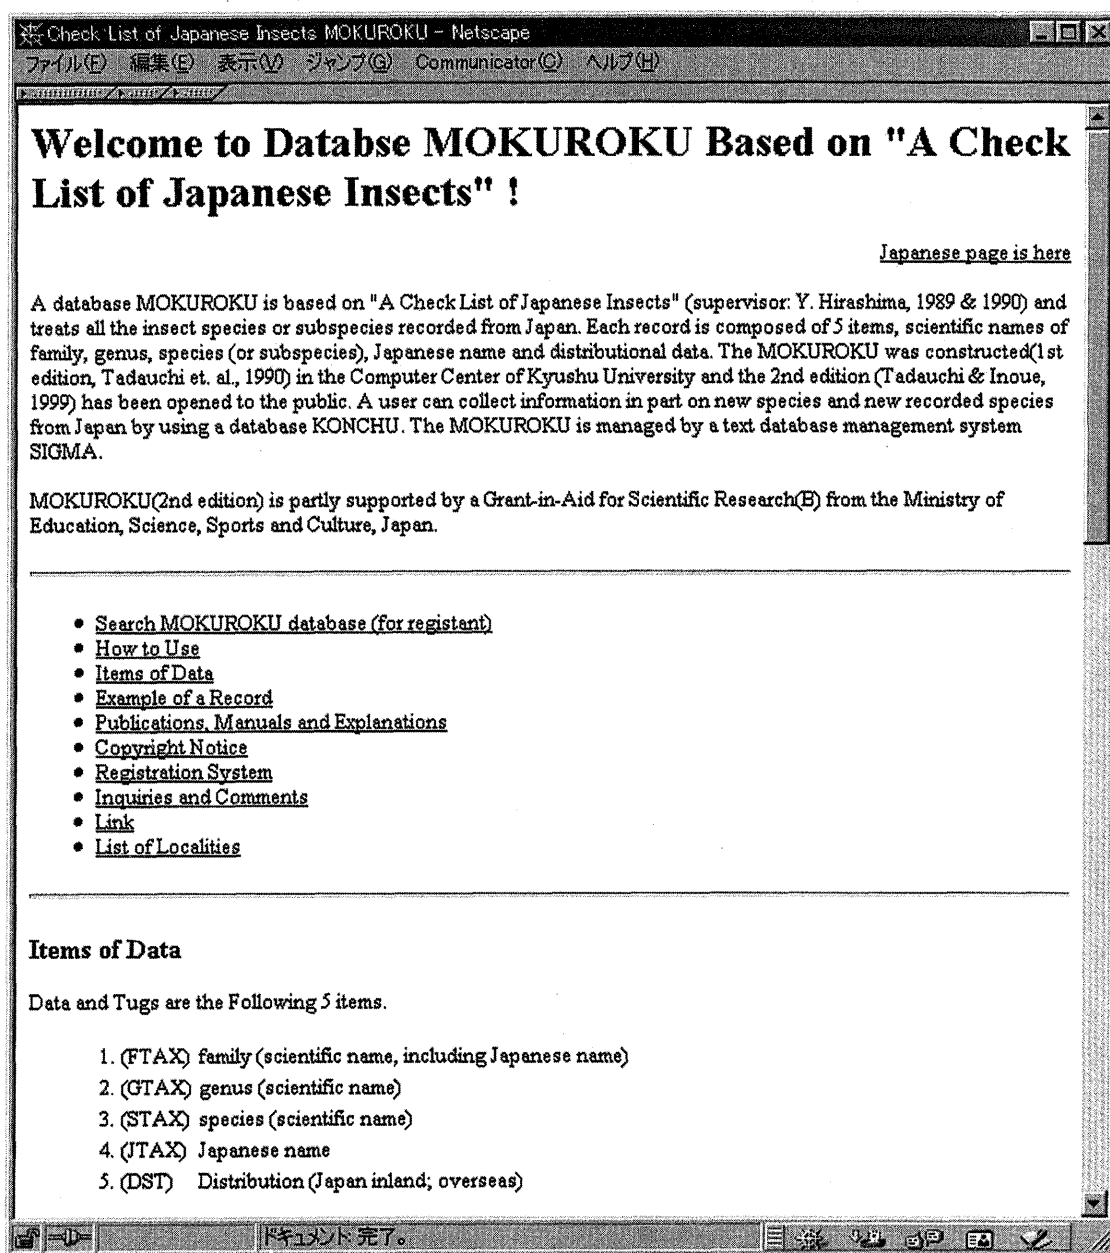 Check List of Japanese Insects MOKUROKU - Netscape
ファイル(F) 編集(E) 表示(V) ジャンプ(G) Communicator(C) ヘルプ(H)
Welcome to Databse MOKUROKU Based on "A Check
List of Japanese Insects" !
Japanese page is here
A database MOKUROKU is based on "A Check List of Japanese Insects" (supervisor: Y. Hirashima, 1989 & 1990) and
treats all the insect species or subspecies recorded from Japan. Each record is composed of 5 items, scientific names of
family, genus, species (or subspecies), Japanese name and distributional data. The MOKUROKU was constructed(1st
edition, Tadauchi et. al., 1990) in the Computer Center of Kyushu University and the 2nd edition (Tadauchi & Inoue,
1999) has been opened to the public. A user can collect information in part on new species and new recorded species
from Japan by using a database KONCHU. The MOKUROKU is managed by a text database management system
SIGMA.
MOKUROKU(2nd edition) is partly supported by a Grant-in-Aid for Scientific Research(B) from the Ministry of
Education, Science, Sports and Culture, Japan.
Search MOKUROKU database (for registant)
How to Use
Items of Data
Example of a Record
Publications, Manuals and Explanations
Copyright Notice
Registration System
Inquiries and Comments
Link
List of Localities
Items of Data
Data and Tugs are the Following 5 items.
1. (FTAX) family (scientific name, including Japanese name)
2. (GTAX) genus (scientific name)
3. (STAX) species (scientific name)
4. (JTAX) Japanese name
5. (DST) Distribution (Japan inland; overseas)
ドキュメント:完了。